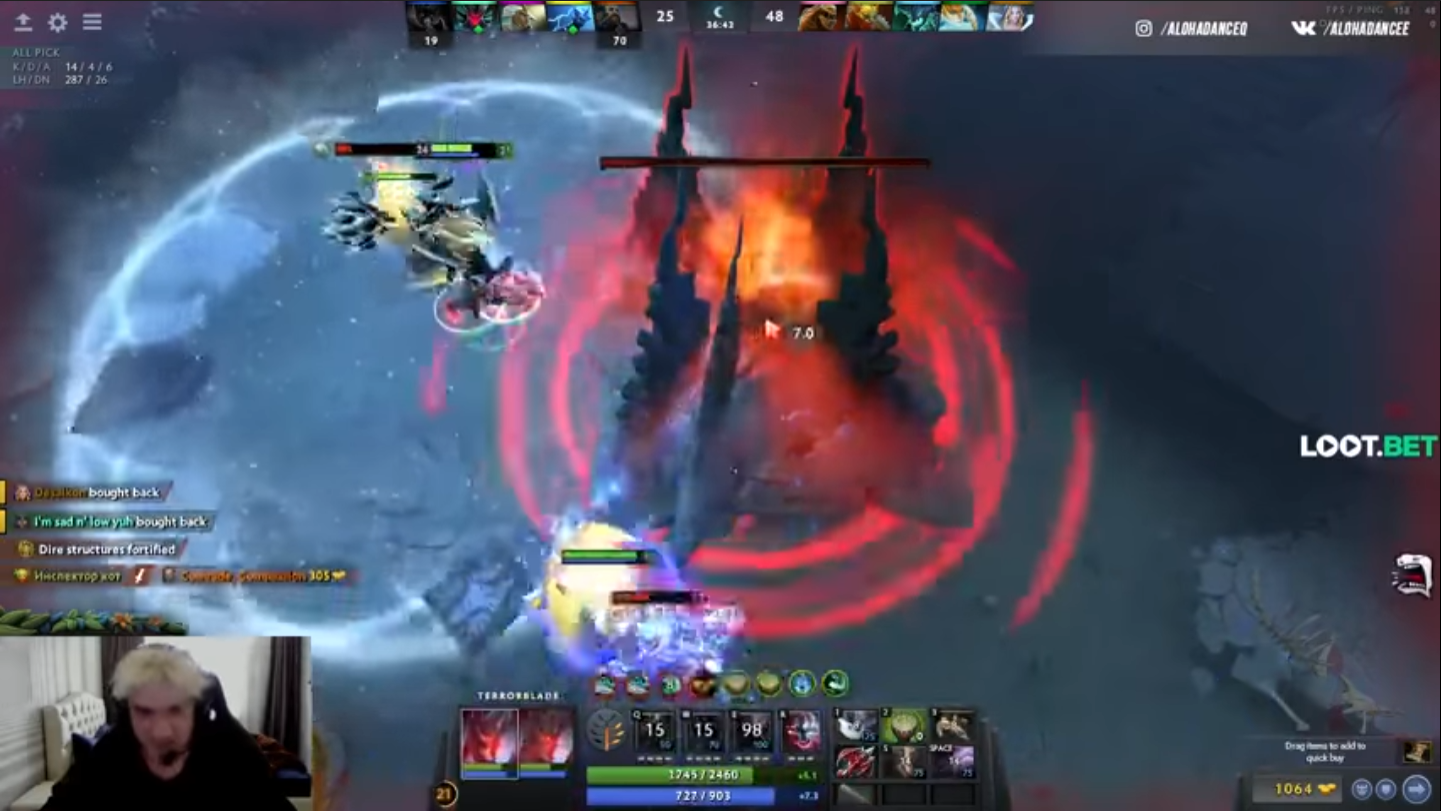 25 36:42 48
19 70
/ALOHADANCEQ /ALOHADANCEE
ALL PICK
K/D/A 14 / 4 / 6
LH/DN 287 / 26
7.0
LOOT.BET
bought back
I'm sad n' low yuh bought back
Dire structures fortified
Инспектор кот 305
TERRORBLADE
15 15 98
21
1745 / 2460
727 / 903 +7.3
SPACE
Drag items to add to
quick buy
1064